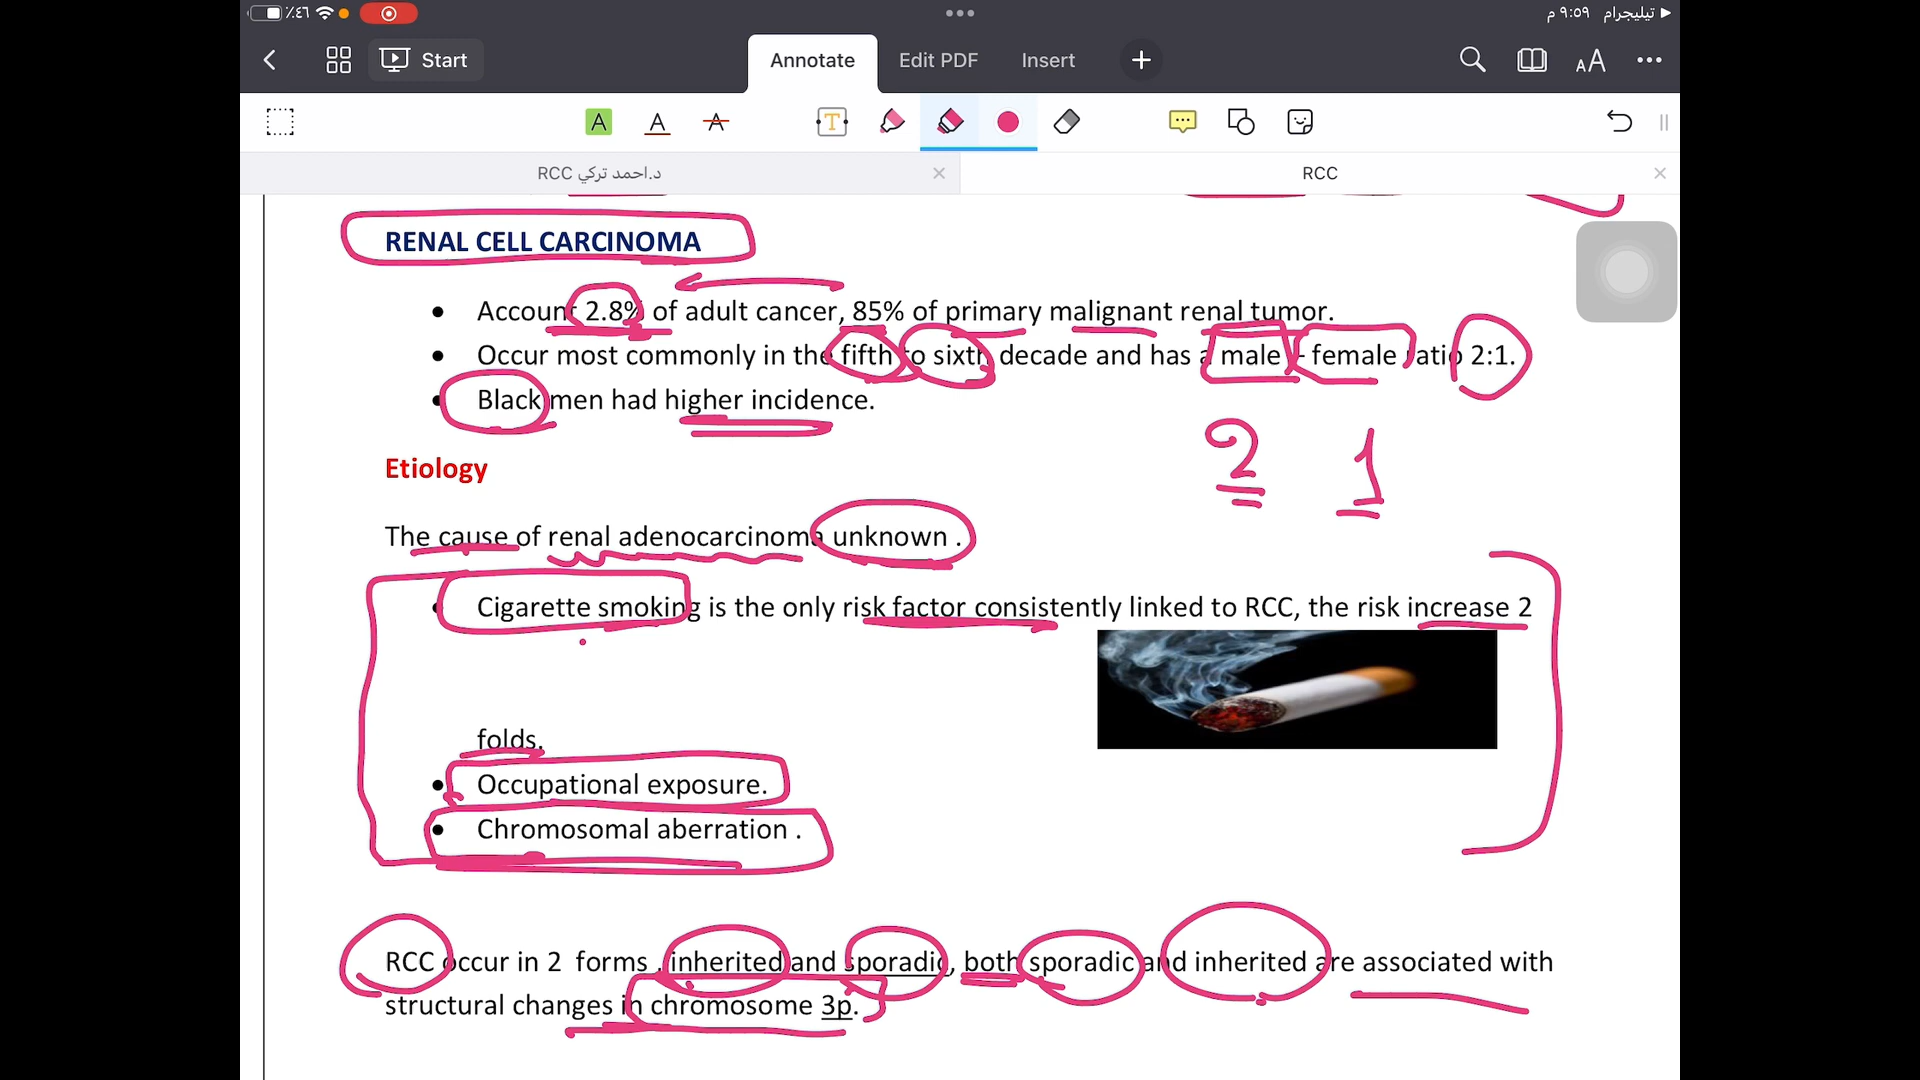 ٪٤٦ تيليجرام ٩:٥٩ م
Start Annotate Edit PDF Insert
A A A T AA
RCC د.احمد تركي RCC
RENAL CELL CARCINOMA
• Account 2.8% of adult cancer, 85% of primary malignant renal tumor.
• Occur most commonly in the fifth to sixth decade and has a male - female ratio 2:1.
• Black men had higher incidence.
2 1
Etiology
The cause of renal adenocarcinoma unknown .
• Cigarette smoking is the only risk factor consistently linked to RCC, the risk increase 2
folds.
• Occupational exposure.
• Chromosomal aberration .
RCC occur in 2 forms , inherited and sporadic, both sporadic and inherited are associated with
structural changes in chromosome 3p.